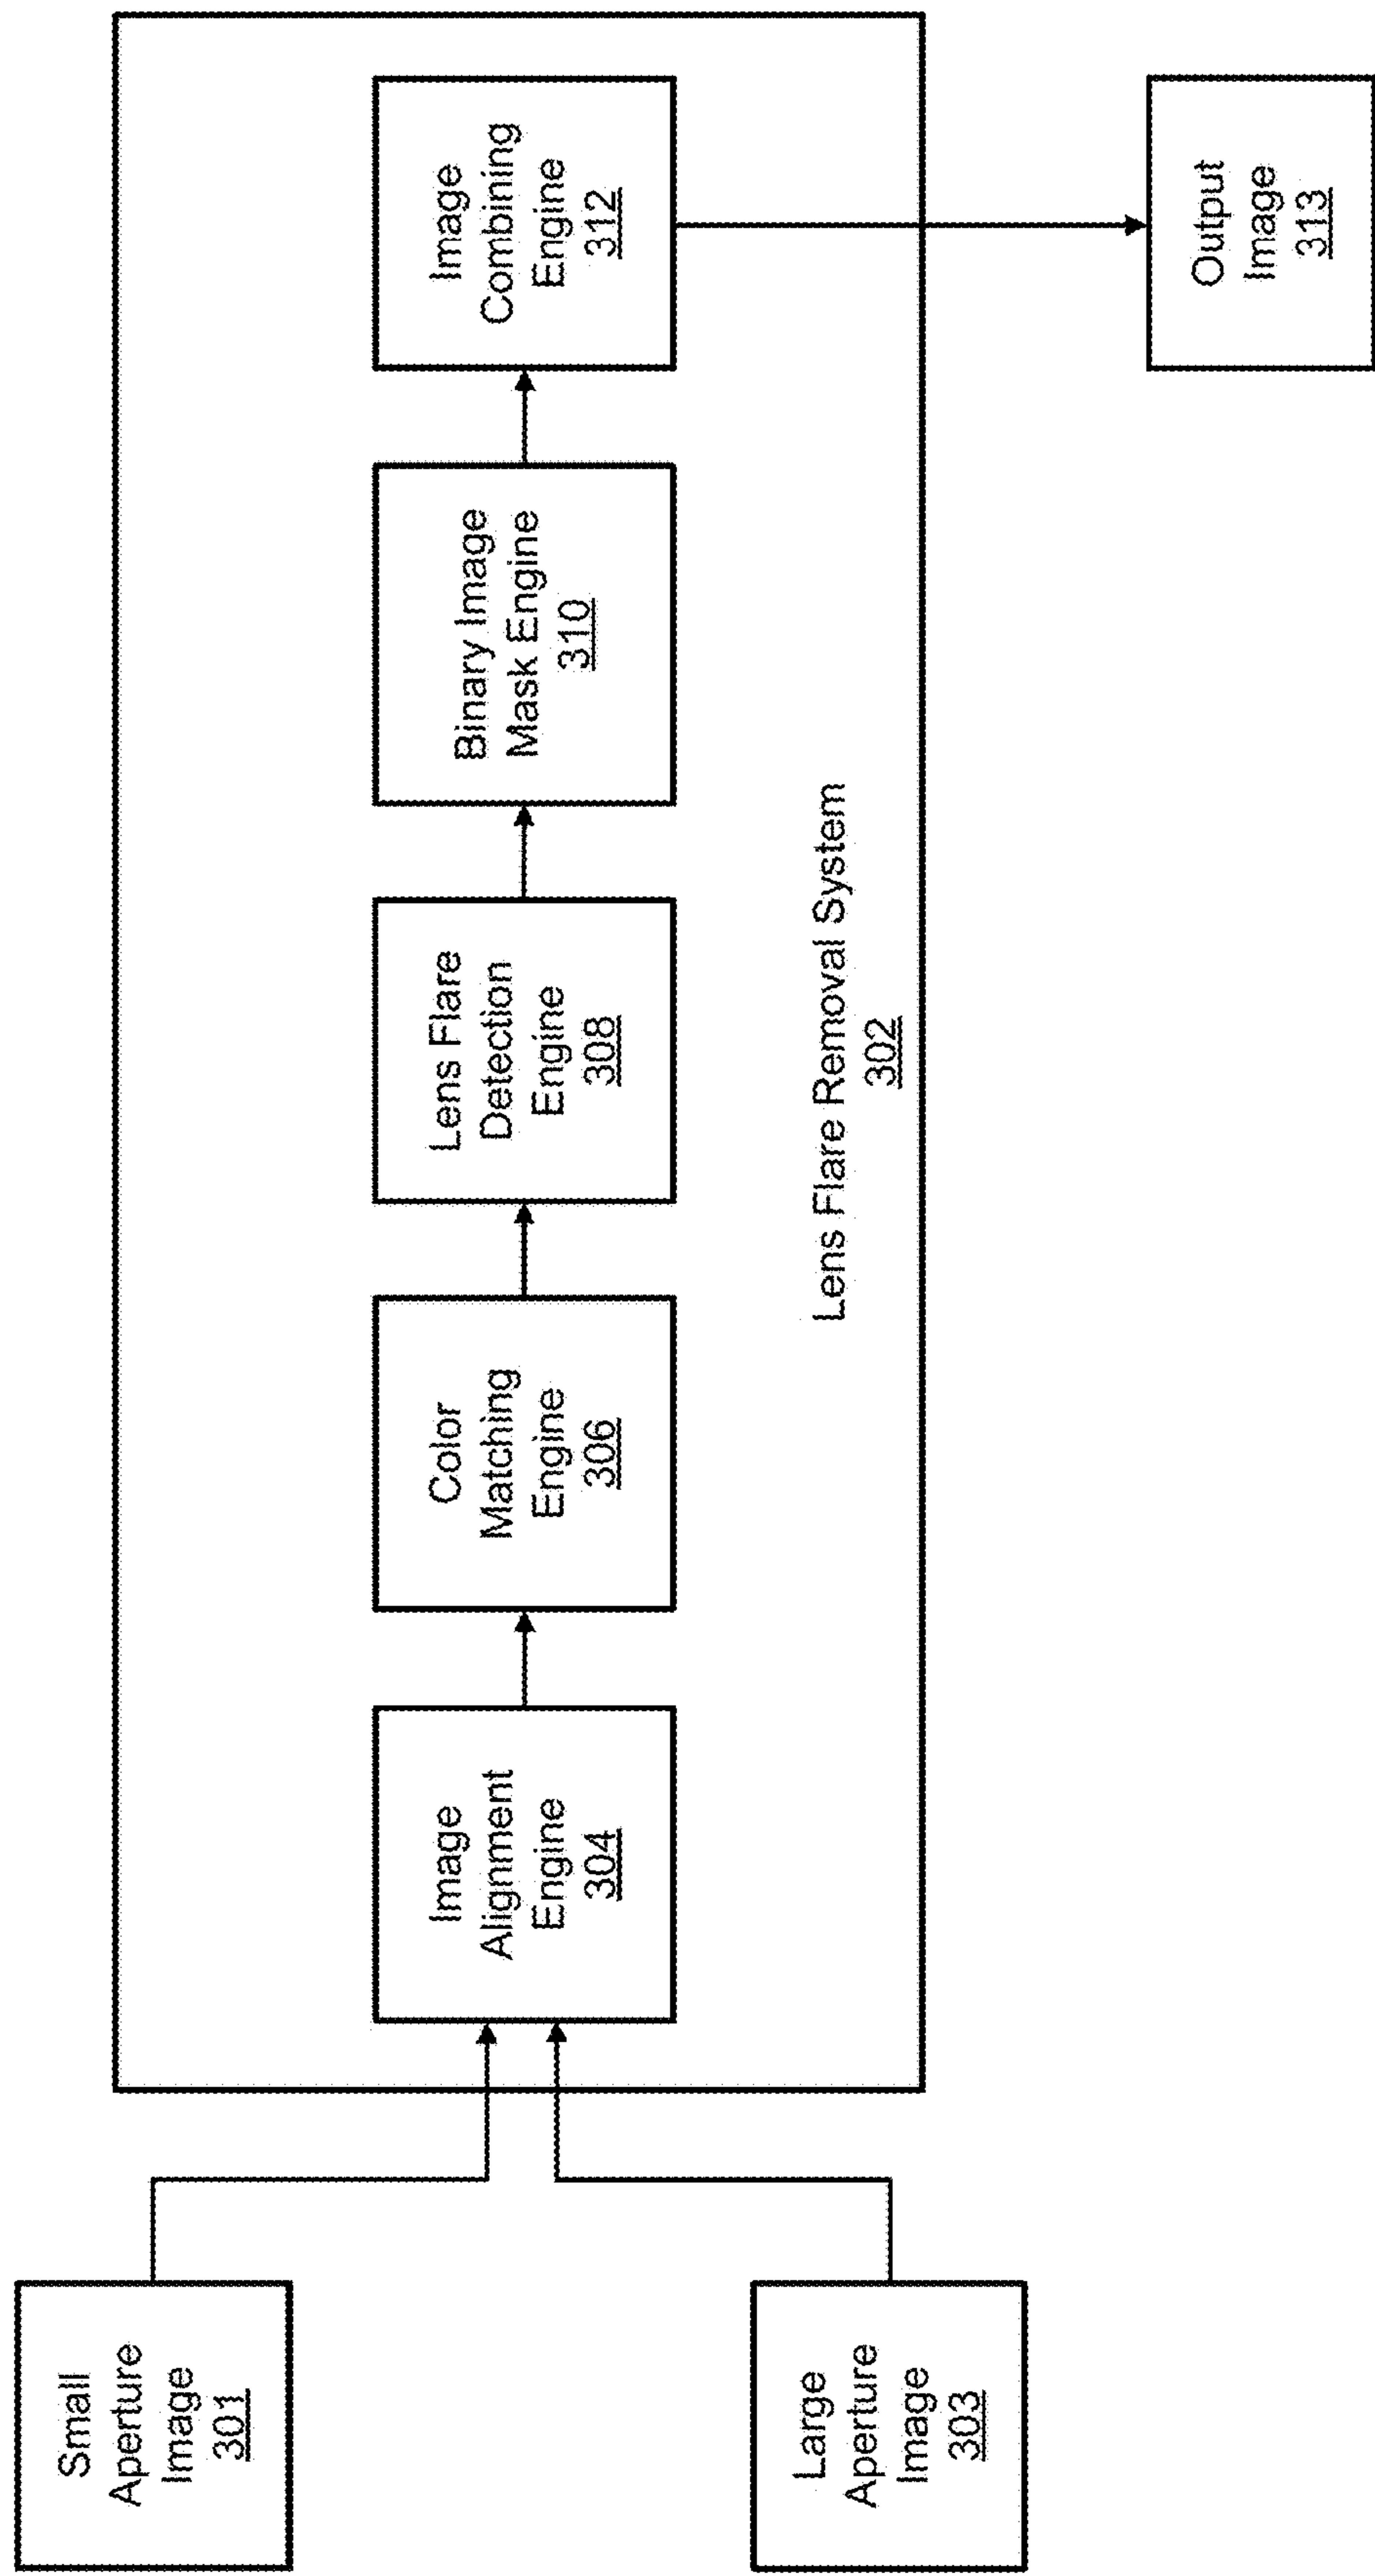 Small
Aperture
Image
301
Large
Aperture
Image
303
Image
Alignment
Engine
304
Color
Matching
Engine
306
Lens Flare
Detection
Engine
308
Binary Image
Mask Engine
310
Image
Combining
Engine
312
Lens Flare Removal System
302
Output
Image
313